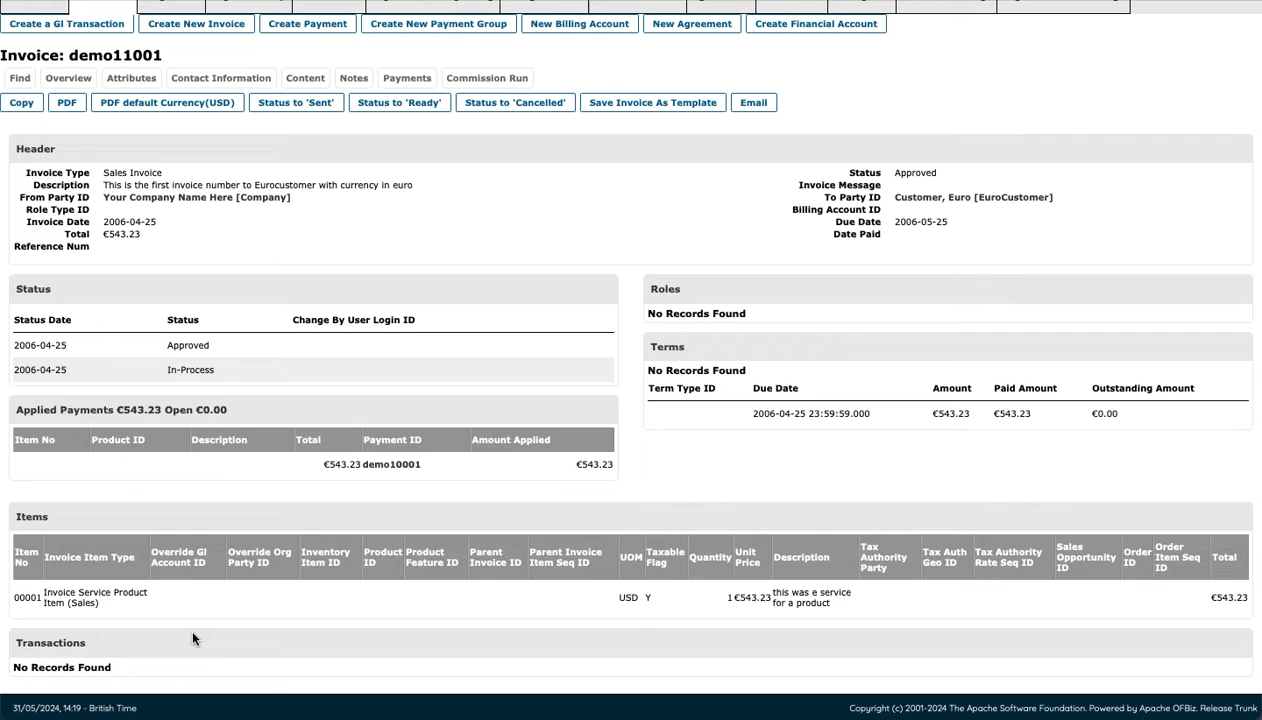 Create a GI Transaction Create New Invoice Create Payment Create New Payment Group New Billing Account New Agreement Create Financial Account
Invoice: demo11001
Find Overview Attributes Contact Information Content Notes Payments Commission Run
Copy PDF PDF default Currency(USD) Status to 'Sent' Status to 'Ready' Status to 'Cancelled' Save Invoice As Template Email
Header
Invoice Type Sales Invoice
Description This is the first invoice number to Eurocustomer with currency in euro
From Party ID Your Company Name Here [Company]
Role Type ID
Invoice Date 2006-04-25
Total €543.23
Reference Num
Status Approved
Invoice Message
To Party ID Customer, Euro [EuroCustomer]
Billing Account ID
Due Date 2006-05-25
Date Paid
Status
Status Date Status Change By User Login ID
2006-04-25 Approved
2006-04-25 In-Process
Applied Payments €543.23 Open €0.00
Item No Product ID Description Total Payment ID Amount Applied
€543.23 demo10001 €543.23
Roles
No Records Found
Terms
No Records Found
Term Type ID Due Date Amount Paid Amount Outstanding Amount
2006-04-25 23:59:59.000 €543.23 €543.23 €0.00
Items
Item No Invoice Item Type Override Gl Account ID Override Org Party ID Inventory Item ID Product ID Product Feature ID Parent Invoice ID Parent Invoice Item Seq ID UOM Taxable Flag Quantity Unit Price Description Tax Authority Party Tax Auth Geo ID Tax Authority Rate Seq ID Sales Opportunity ID Order ID Order Item Seq ID Total
00001 Invoice Service Product Item (Sales) USD Y 1 €543.23 this was e service for a product €543.23
Transactions
No Records Found
31/05/2024, 14:19 - British Time Copyright (c) 2001-2024 The Apache Software Foundation. Powered by Apache OFBiz. Release Trunk